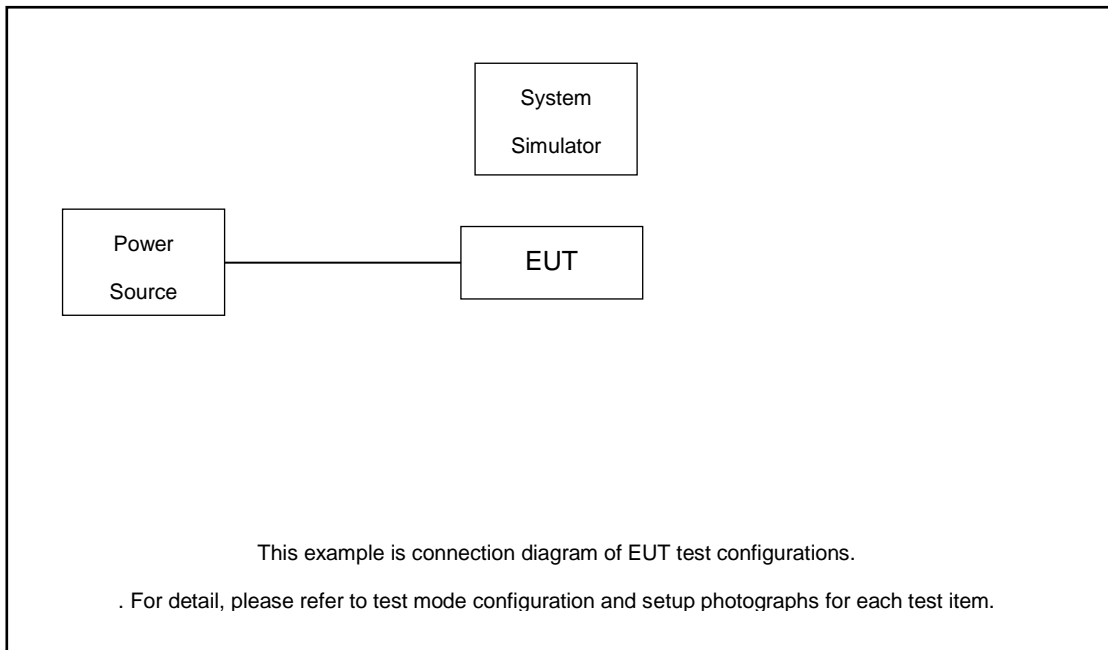 System
Simulator
Power
Source
EUT
This example is connection diagram of EUT test configurations.
. For detail, please refer to test mode configuration and setup photographs for each test item.